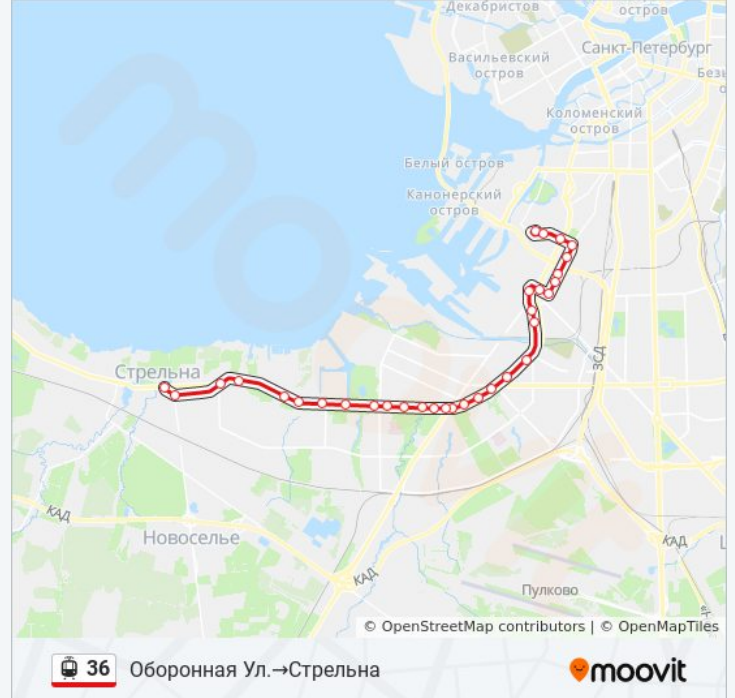 -Декабристов
остров
Санкт-Петербург
Васильевский
остров
Коломенский
остров
Белый остров
Канонерский
остров
Стрельна
ЗСД
КАД
Новоселье
КАД
КАД
Пулково
© OpenStreetMap contributors | © OpenMapTiles
36 Оборонная Ул.→Стрельна
moovit